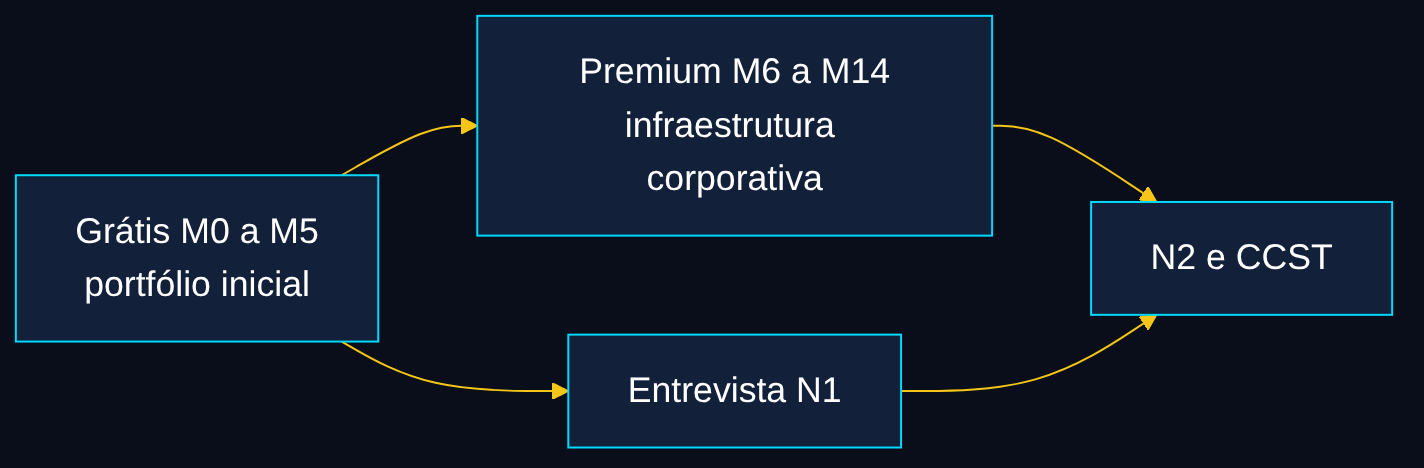 Grátis M0 a M5
portfólio inicial
Premium M6 a M14
infraestrutura
corporativa
Entrevista N1
N2 e CCST